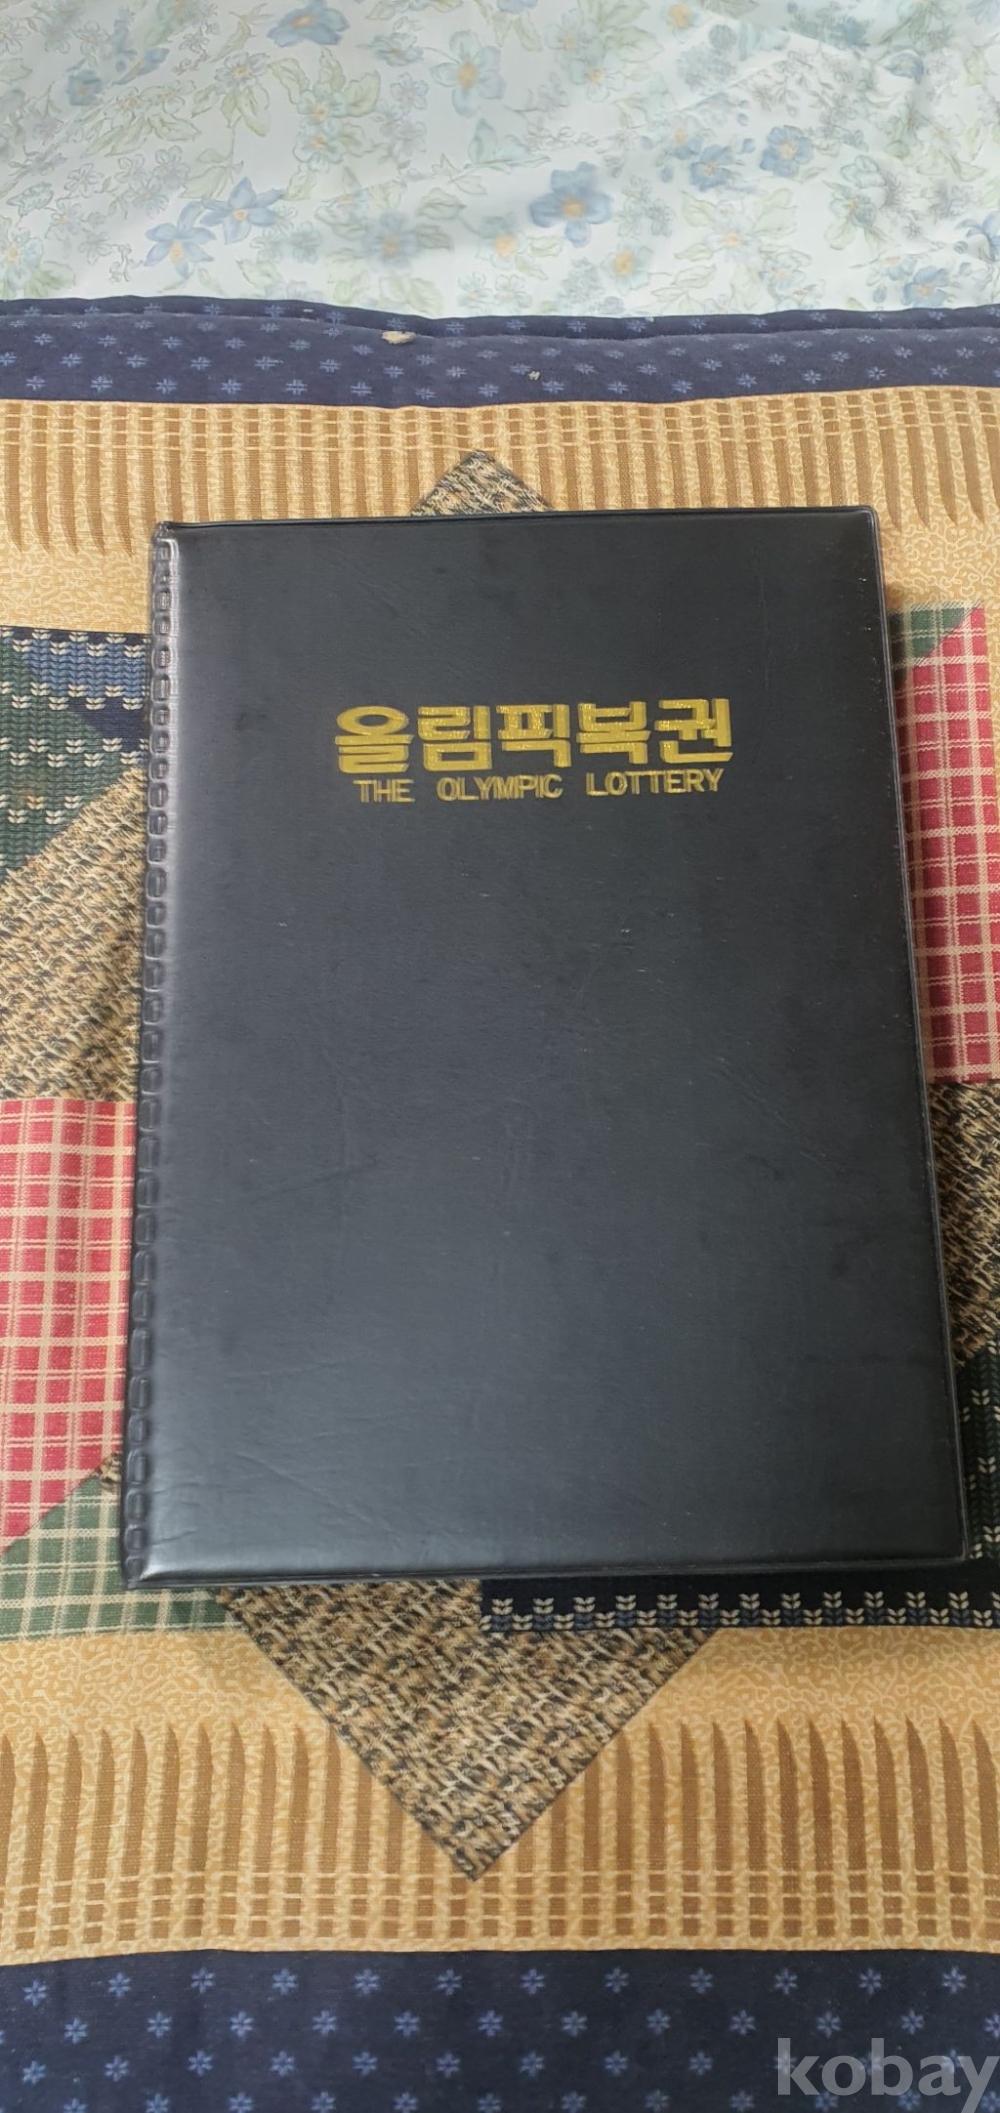 올림픽복권
THE OLYMPIC LOTTERY
kobay